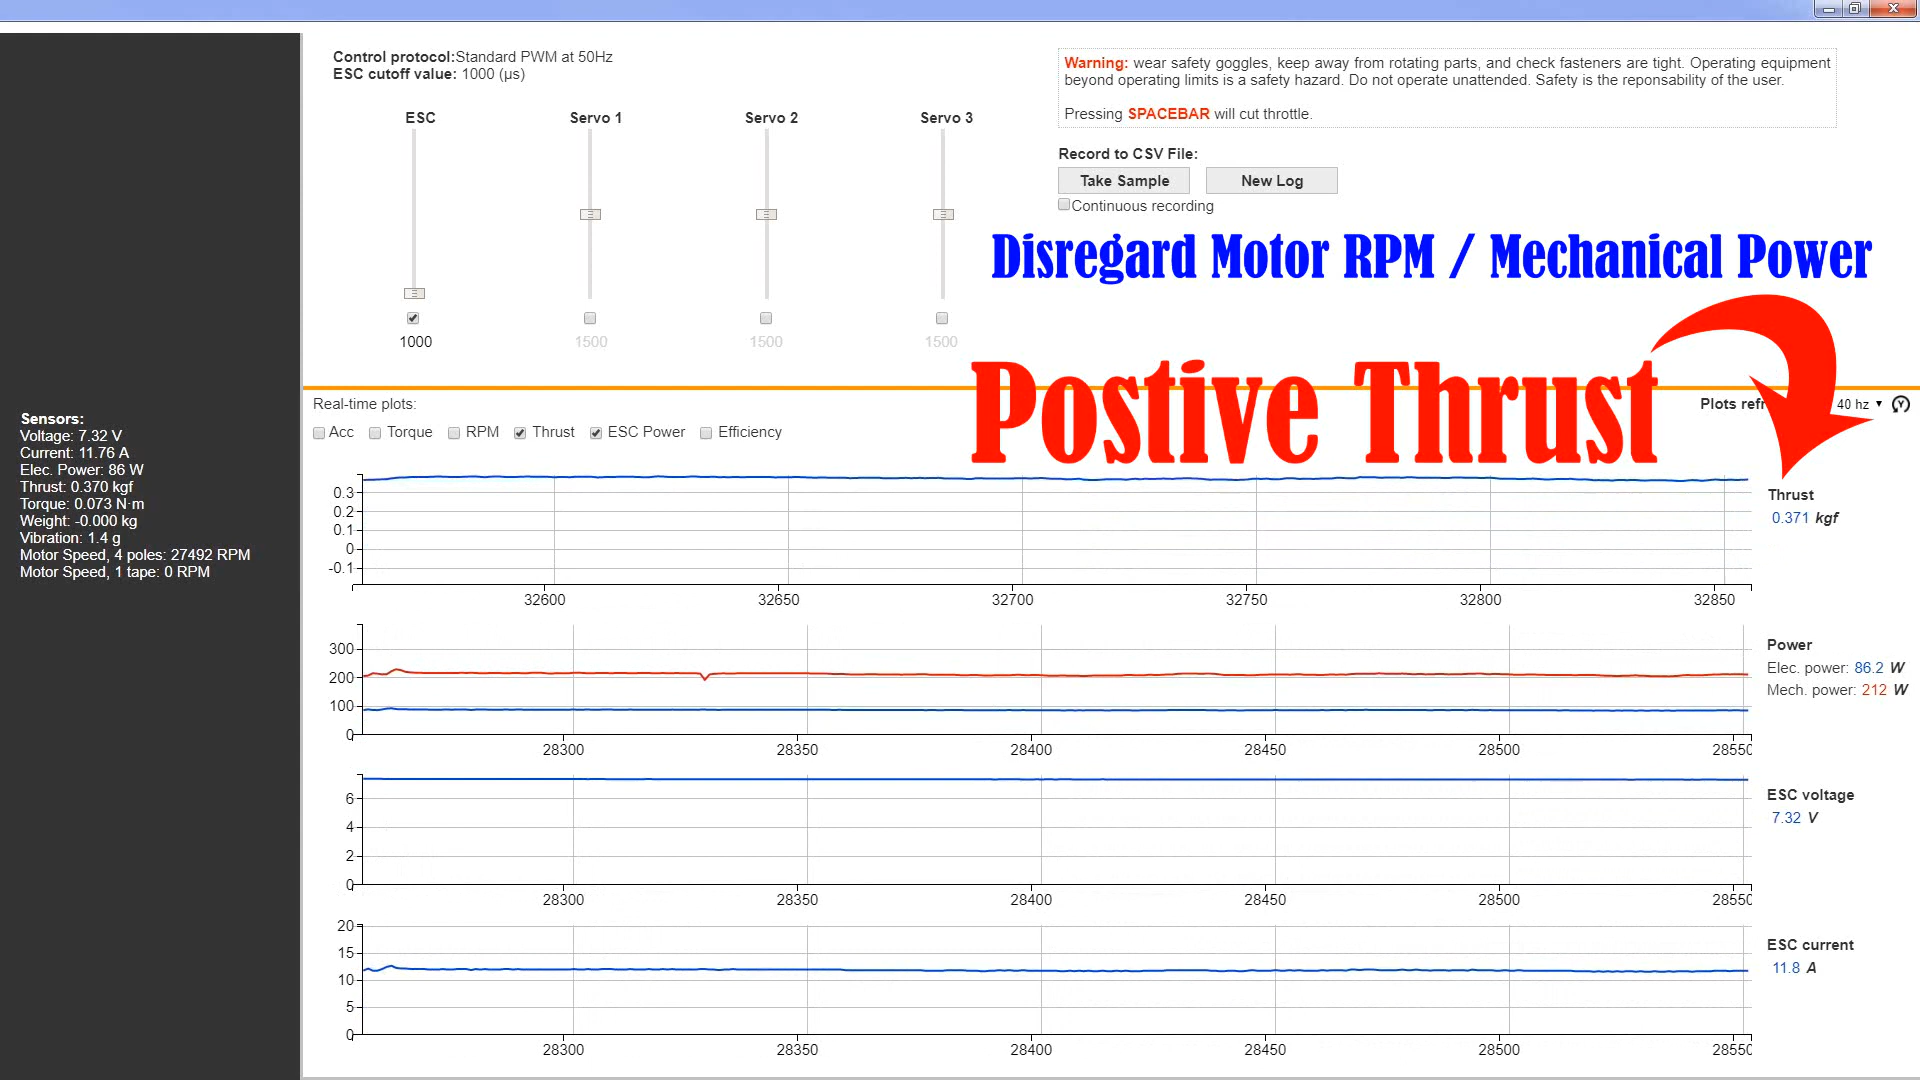 Control protocol:Standard PWM at 50Hz
ESC cutoff value: 1000 (µs)
ESC
Servo 1
Servo 2
Servo 3
1000
1500
1500
1500
Warning: wear safety goggles, keep away from rotating parts, and check fasteners are tight. Operating equipment
beyond operating limits is a safety hazard. Do not operate unattended. Safety is the reponsability of the user.
Pressing SPACEBAR will cut throttle.
Record to CSV File:
Take Sample
New Log
Continuous recording
Disregard Motor RPM / Mechanical Power
Postive Thrust
Sensors:
Voltage: 7.32 V
Current: 11.76 A
Elec. Power: 86 W
Thrust: 0.370 kgf
Torque: 0.073 N·m
Weight: -0.000 kg
Vibration: 1.4 g
Motor Speed, 4 poles: 27492 RPM
Motor Speed, 1 tape: 0 RPM
Real-time plots:
Plots refr
40 hz
Acc Torque RPM Thrust ESC Power Efficiency
0.3
0.2
0.1
0
-0.1
32600 32650 32700 32750 32800 32850
Thrust
0.371 kgf
300
200
100
0
28300 28350 28400 28450 28500 28550
Power
Elec. power: 86.2 W
Mech. power: 212 W
6
4
2
0
28300 28350 28400 28450 28500 28550
ESC voltage
7.32 V
20
15
10
5
0
28300 28350 28400 28450 28500 28550
ESC current
11.8 A